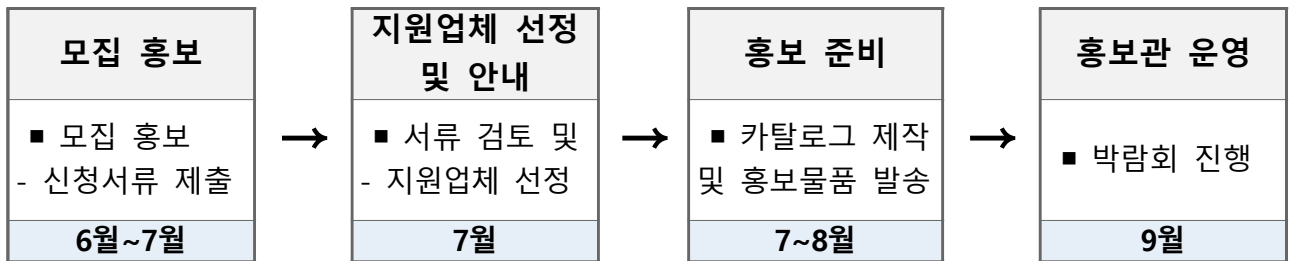 모집 홍보
■ 모집 홍보
- 신청서류 제출
6월~7월
→
지원업체 선정
및 안내
■ 서류 검토 및
- 지원업체 선정
7월
→
홍보 준비
■ 카탈로그 제작
및 홍보물품 발송
7~8월
→
홍보관 운영
■ 박람회 진행
9월